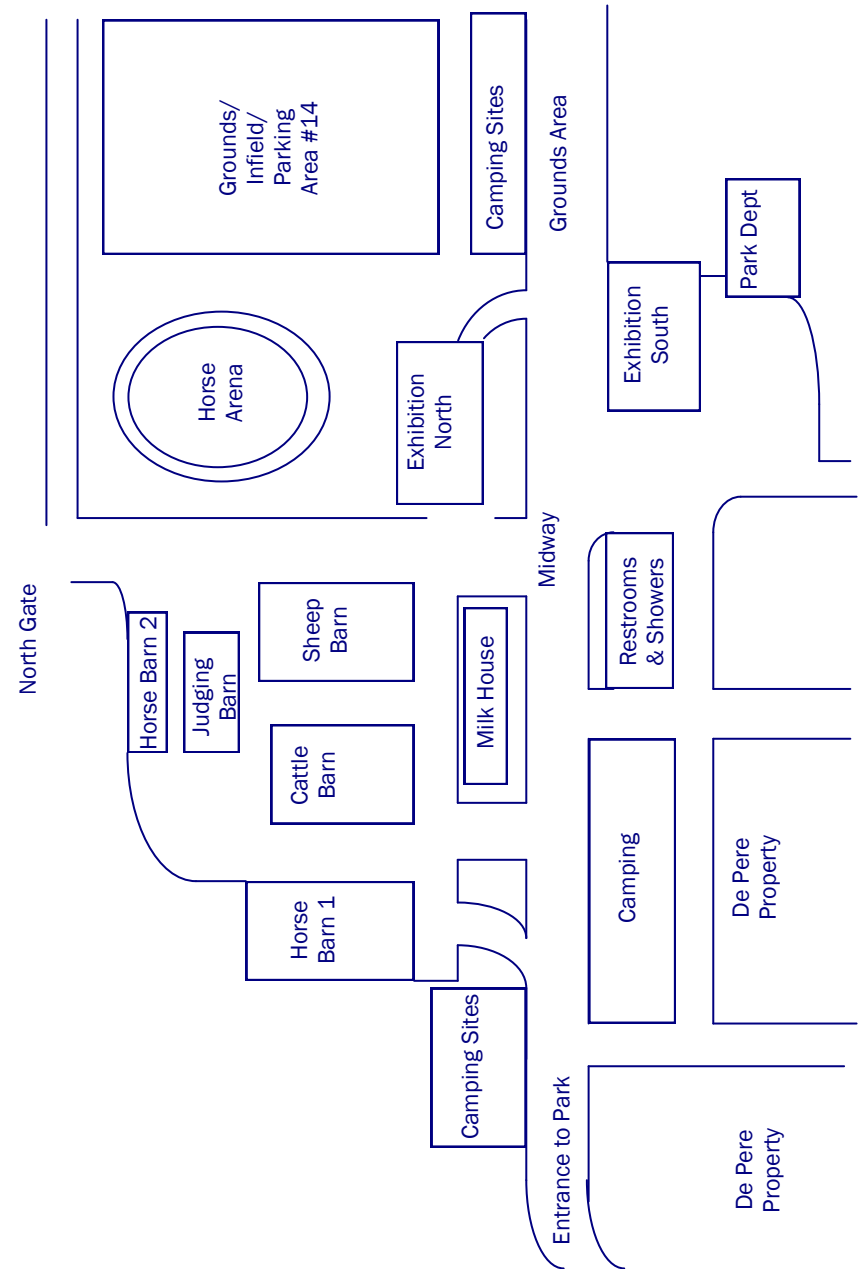 North Gate
Horse Barn 2
Judging
Barn
Sheep
Barn
Cattle
Barn
Horse
Barn 1
Milk House
Camping Sites
Horse
Arena
Grounds/
Infield/
Parking
Area #14
Exhibition
North
Camping Sites
Grounds Area
Midway
Entrance to Park
Camping
Restrooms
& Showers
Exhibition
South
Park Dept
De Pere
Property
De Pere
Property